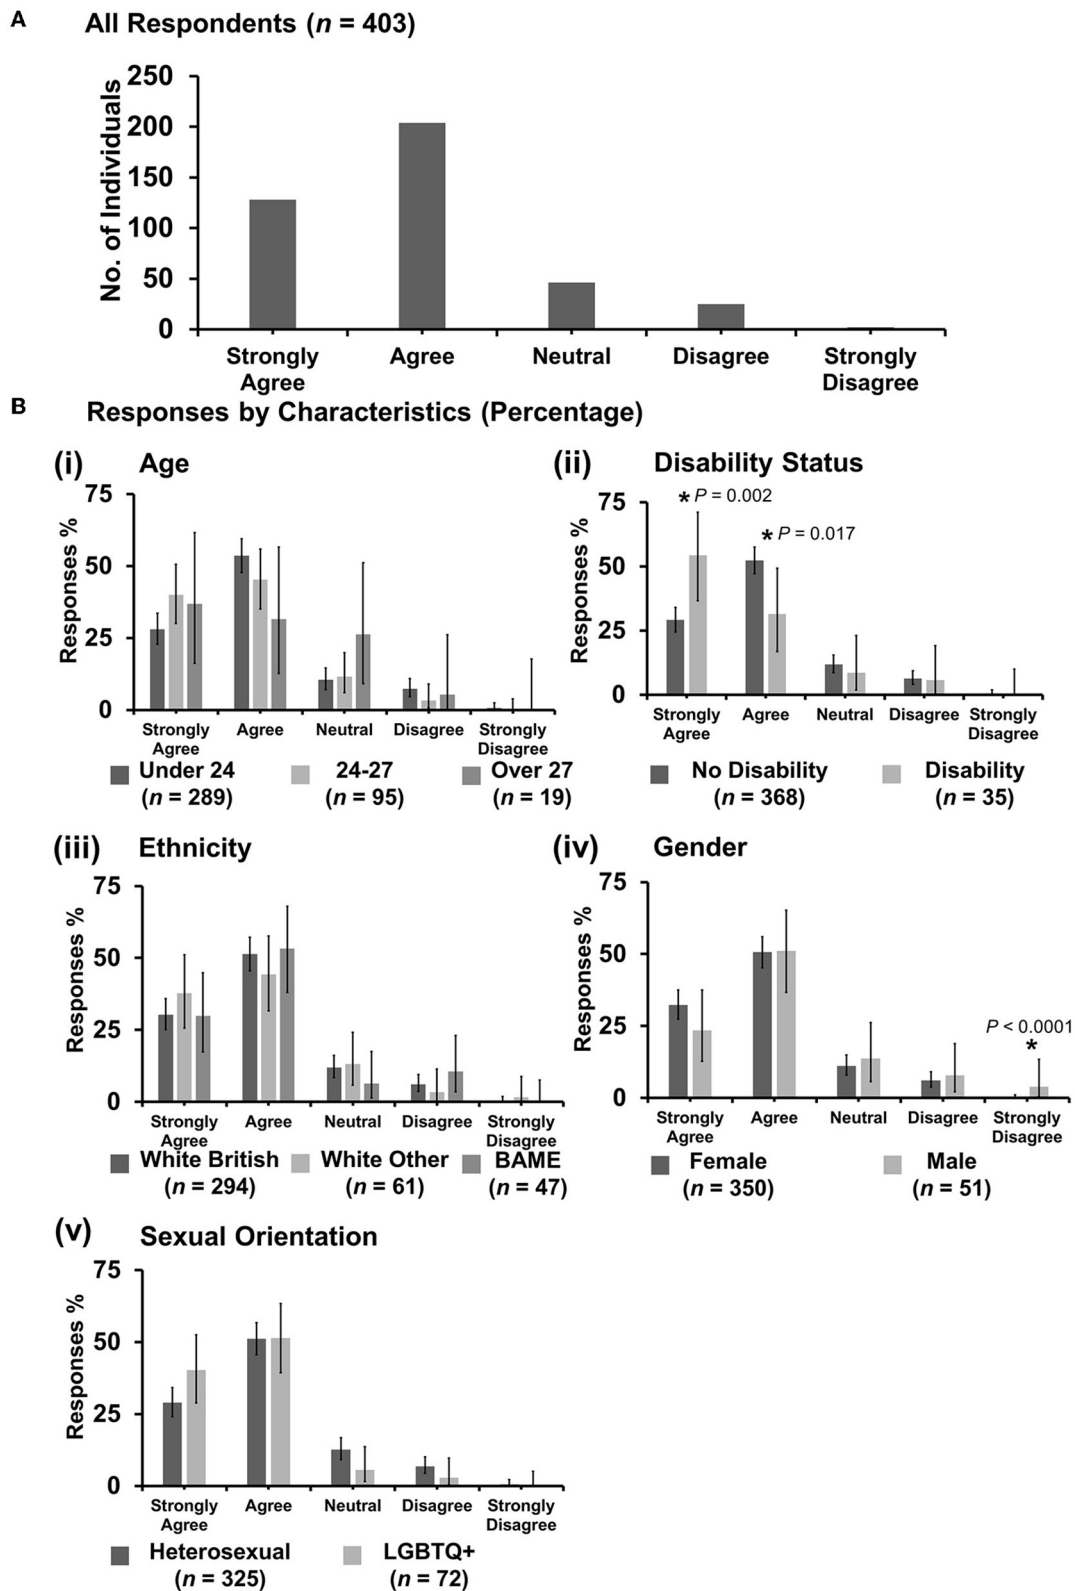 A All Respondents (n = 403)
No. of Individuals
250
200
150
100
50
0
Strongly Agree Neutral Disagree Strongly
Agree Disagree
B Responses by Characteristics (Percentage)
(i) Age
Responses %
75
50
25
0
Strongly Agree Neutral Disagree Strongly
Agree Disagree
Under 24 24-27 Over 27
(n = 289) (n = 95) (n = 19)
(ii) Disability Status
Responses %
75
50
25
0
* P = 0.002
* P = 0.017
Strongly Agree Neutral Disagree Strongly
Agree Disagree
No Disability Disability
(n = 368) (n = 35)
(iii) Ethnicity
Responses %
75
50
25
0
Strongly Agree Neutral Disagree Strongly
Agree Disagree
White British White Other BAME
(n = 294) (n = 61) (n = 47)
(iv) Gender
Responses %
75
50
25
0
P < 0.0001
*
Strongly Agree Neutral Disagree Strongly
Agree Disagree
Female Male
(n = 350) (n = 51)
(v) Sexual Orientation
Responses %
75
50
25
0
Strongly Agree Neutral Disagree Strongly
Agree Disagree
Heterosexual LGBTQ+
(n = 325) (n = 72)